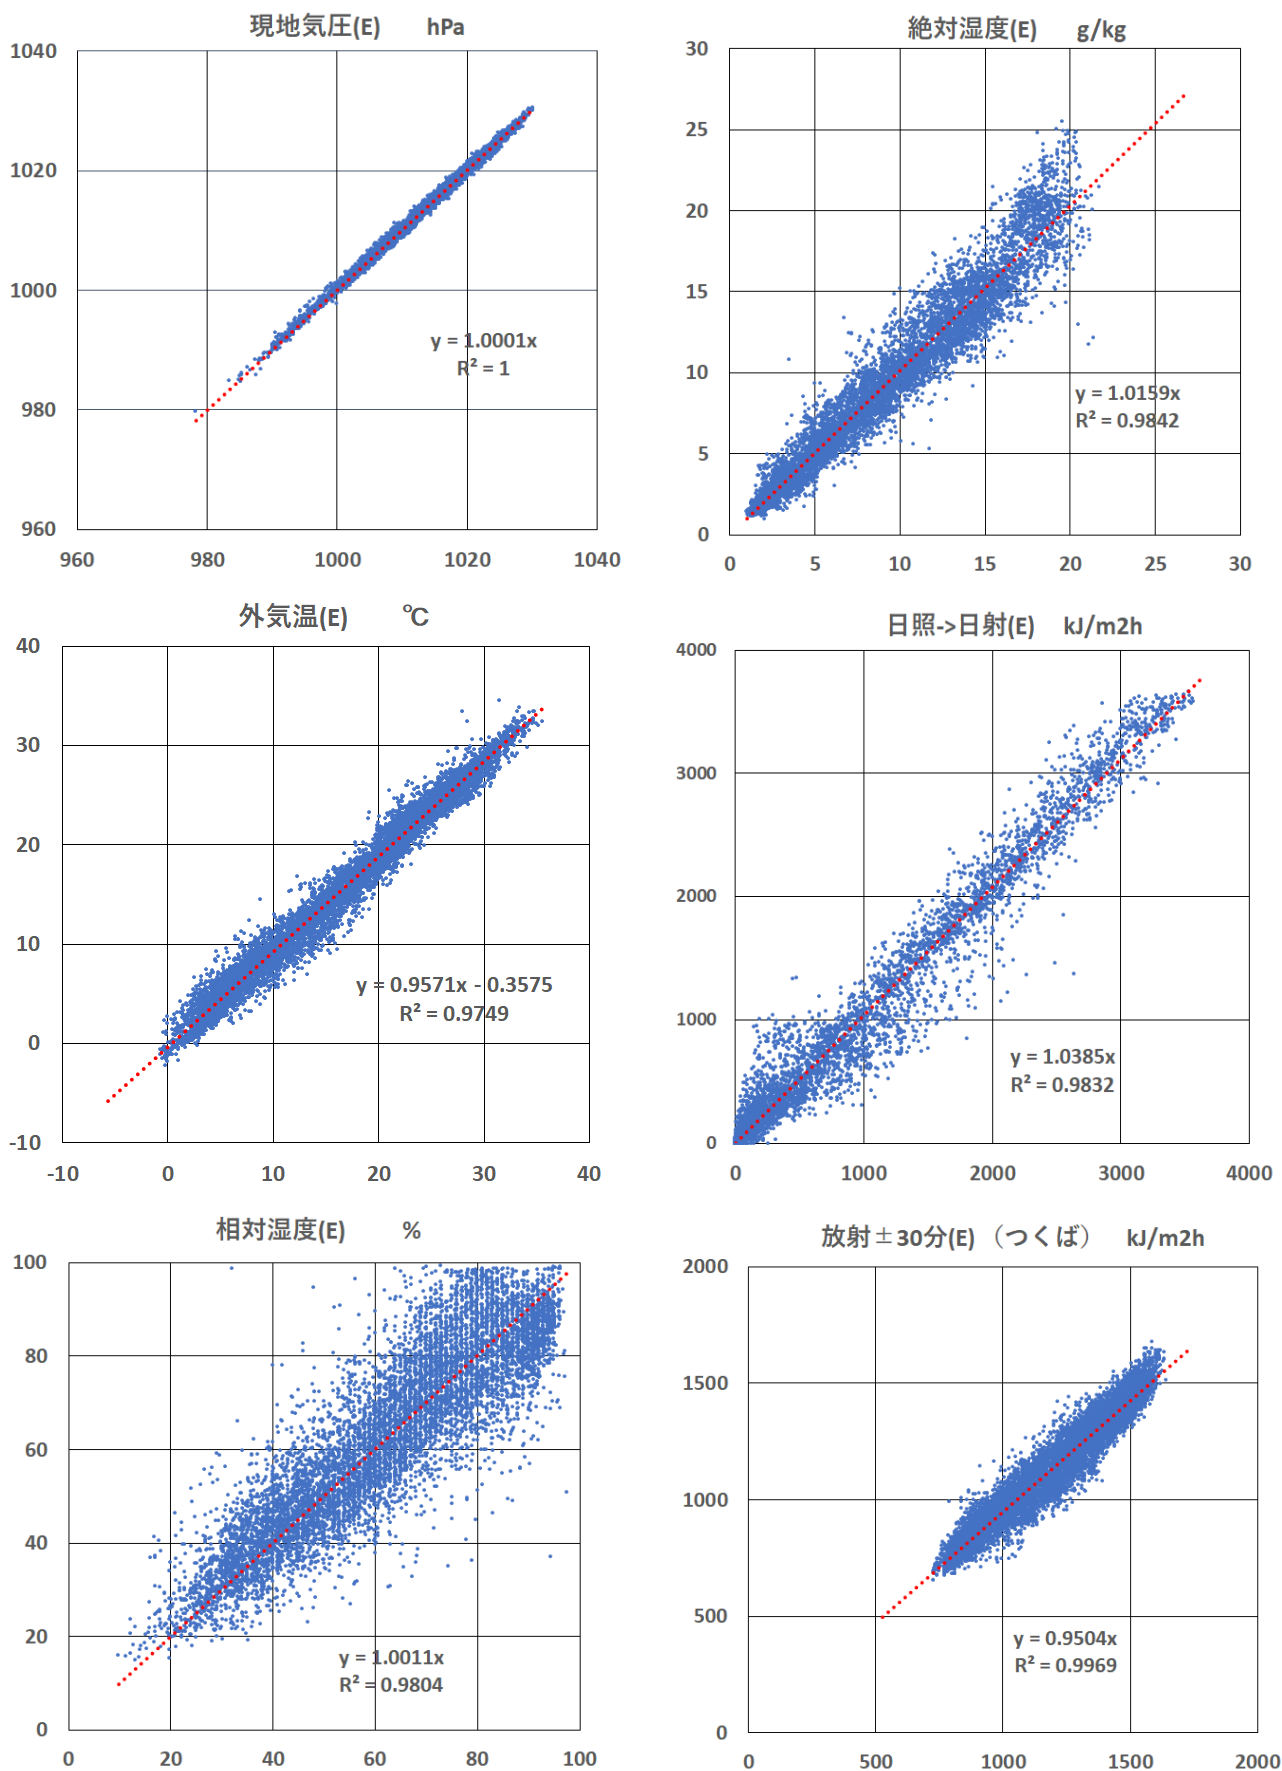 現地気圧(E) hPa
1040
1020
1000
980
960
960 980 1000 1020 1040
y = 1.0001x
R² = 1
絶対湿度(E) g/kg
30
25
20
15
10
5
0
0 5 10 15 20 25 30
y = 1.0159x
R² = 0.9842
外気温(E) ℃
40
30
20
10
0
-10
-10 0 10 20 30 40
y = 0.9571x - 0.3575
R² = 0.9749
日照->日射(E) kJ/m2h
4000
3000
2000
1000
0
0 1000 2000 3000 4000
y = 1.0385x
R² = 0.9832
相対湿度(E) %
100
80
60
40
20
0
0 20 40 60 80 100
y = 1.0011x
R² = 0.9804
放射±30分(E) （つくば） kJ/m2h
2000
1500
1000
500
0
0 500 1000 1500 2000
y = 0.9504x
R² = 0.9969